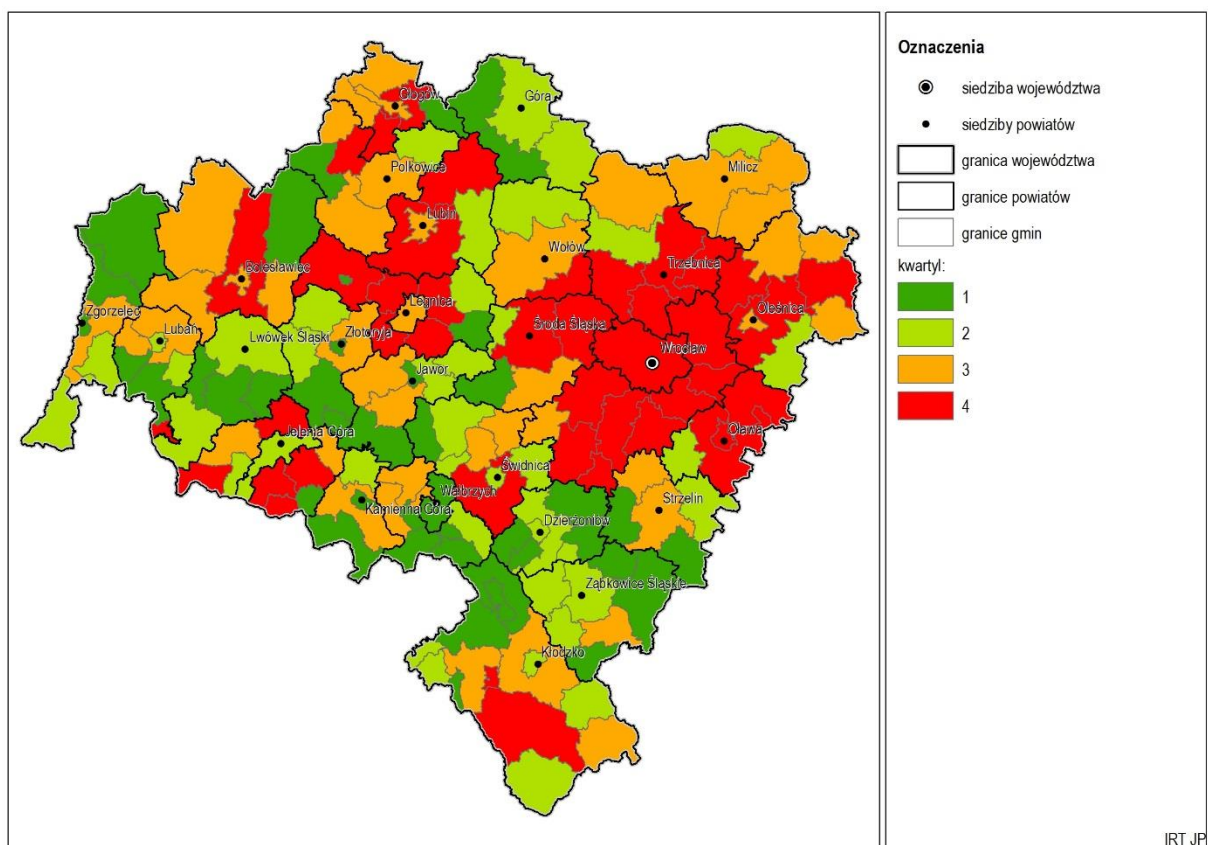 Głogów
Góra
Polkowice
Milicz
Lubin
Wołów
Trzebnica
Bolesławiec
Legnica
Oleśnica
Zgorzelec
Lubań
Lwówek Śląski
Złotoryja
Środa Śląska
Wrocław
Jawor
Jelenia Góra
Oława
Świdnica
Wałbrzych
Kamienna Góra
Strzelin
Dzierżoniów
Ząbkowice Śląskie
Kłodzko
Oznaczenia
siedziba województwa
siedziby powiatów
granica województwa
granice powiatów
granice gmin
kwartyl:
1
2
3
4
IRT JP